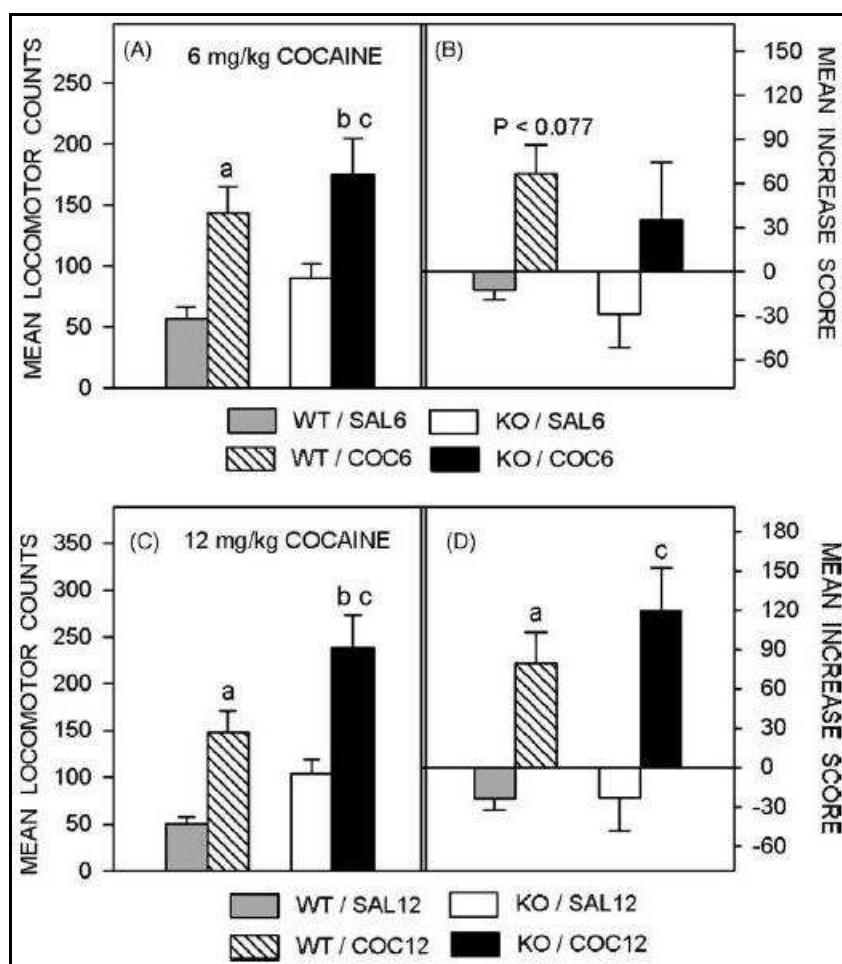 (A) 6 mg/kg COCAINE
MEAN LOCOMOTOR COUNTS
250
200
150
100
50
0
a
b c
(B)
P < 0.077
150
120
90
60
30
0
-30
-60
MEAN INCREASE SCORE
WT / SAL6 KO / SAL6
WT / COC6 KO / COC6
(C) 12 mg/kg COCAINE
MEAN LOCOMOTOR COUNTS
350
300
250
200
150
100
50
0
a
b c
(D)
a
c
180
150
120
90
60
30
0
-30
-60
MEAN INCREASE SCORE
WT / SAL12 KO / SAL12
WT / COC12 KO / COC12